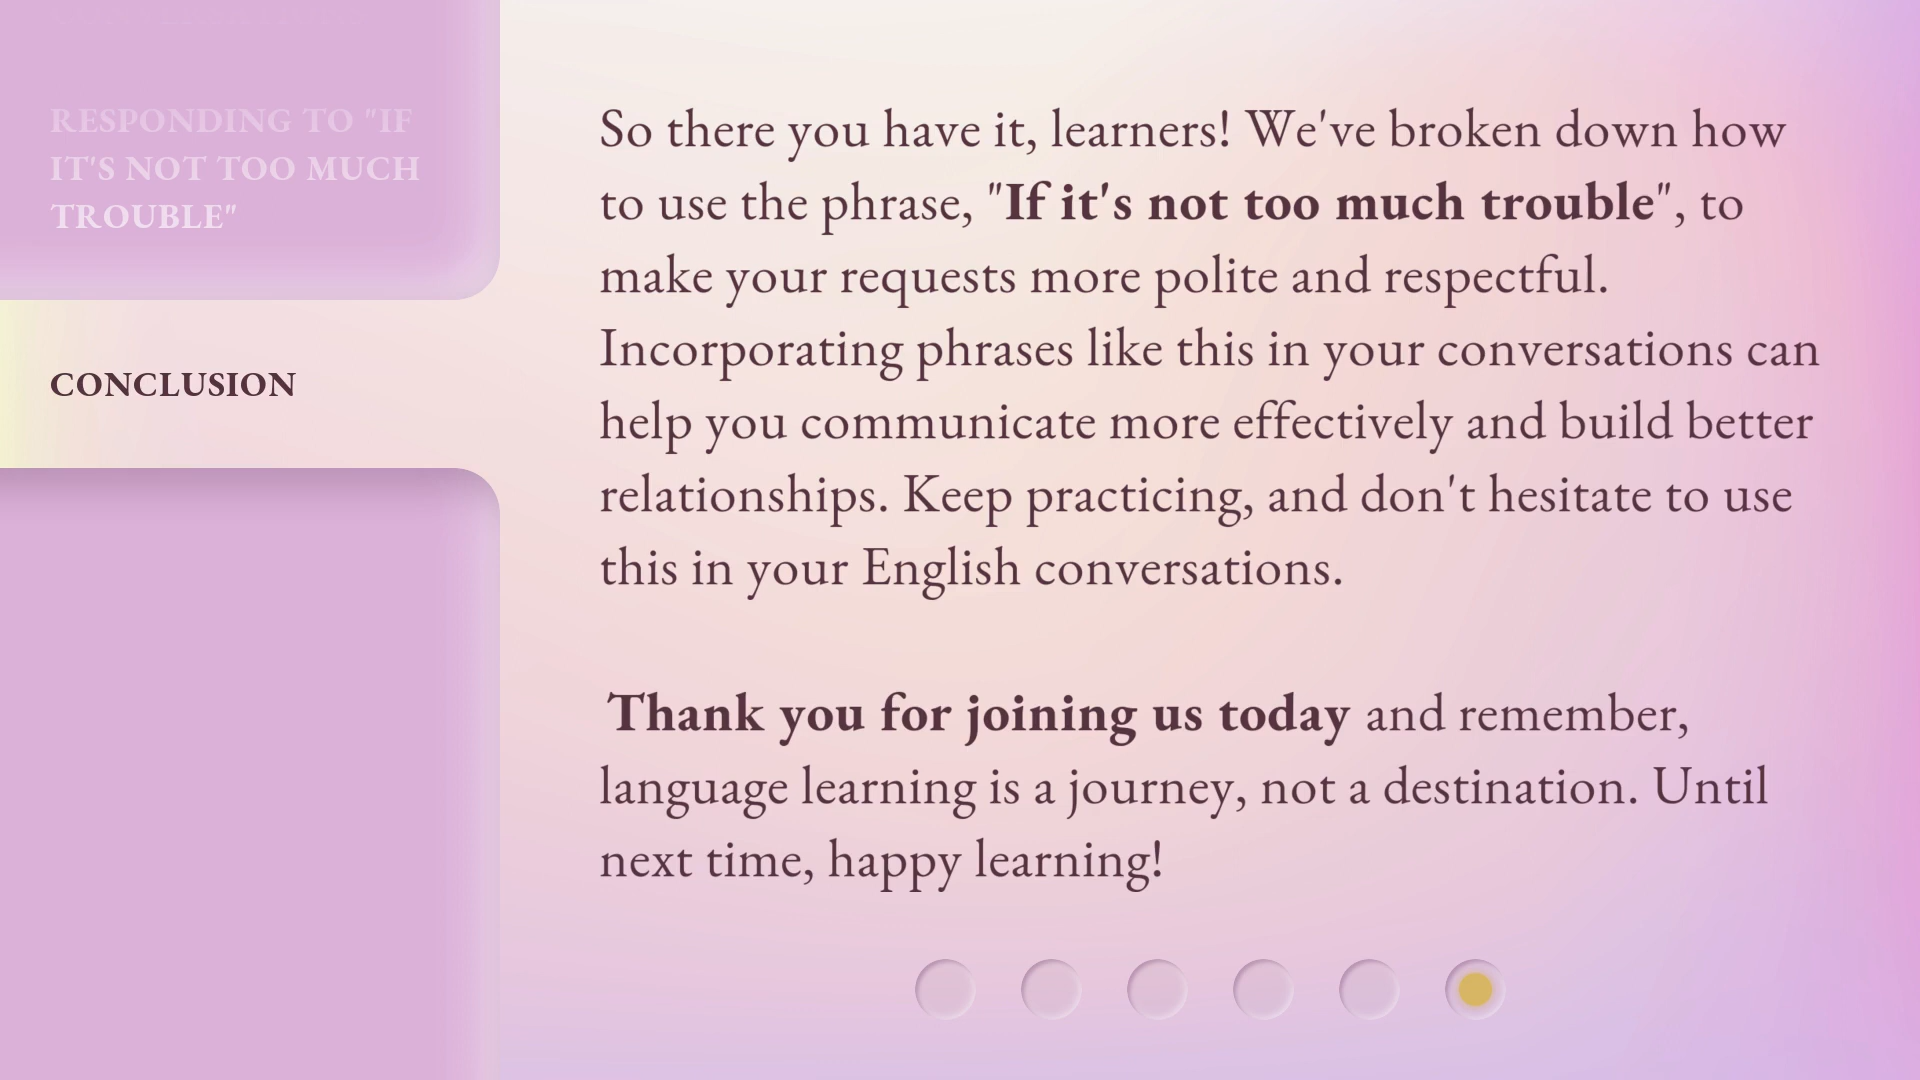 RESPONDING TO "IF
IT'S NOT TOO MUCH
TROUBLE"
CONCLUSION
So there you have it, learners! We've broken down how
to use the phrase, "If it's not too much trouble", to
make your requests more polite and respectful.
Incorporating phrases like this in your conversations can
help you communicate more effectively and build better
relationships. Keep practicing, and don't hesitate to use
this in your English conversations.
Thank you for joining us today and remember,
language learning is a journey, not a destination. Until
next time, happy learning!